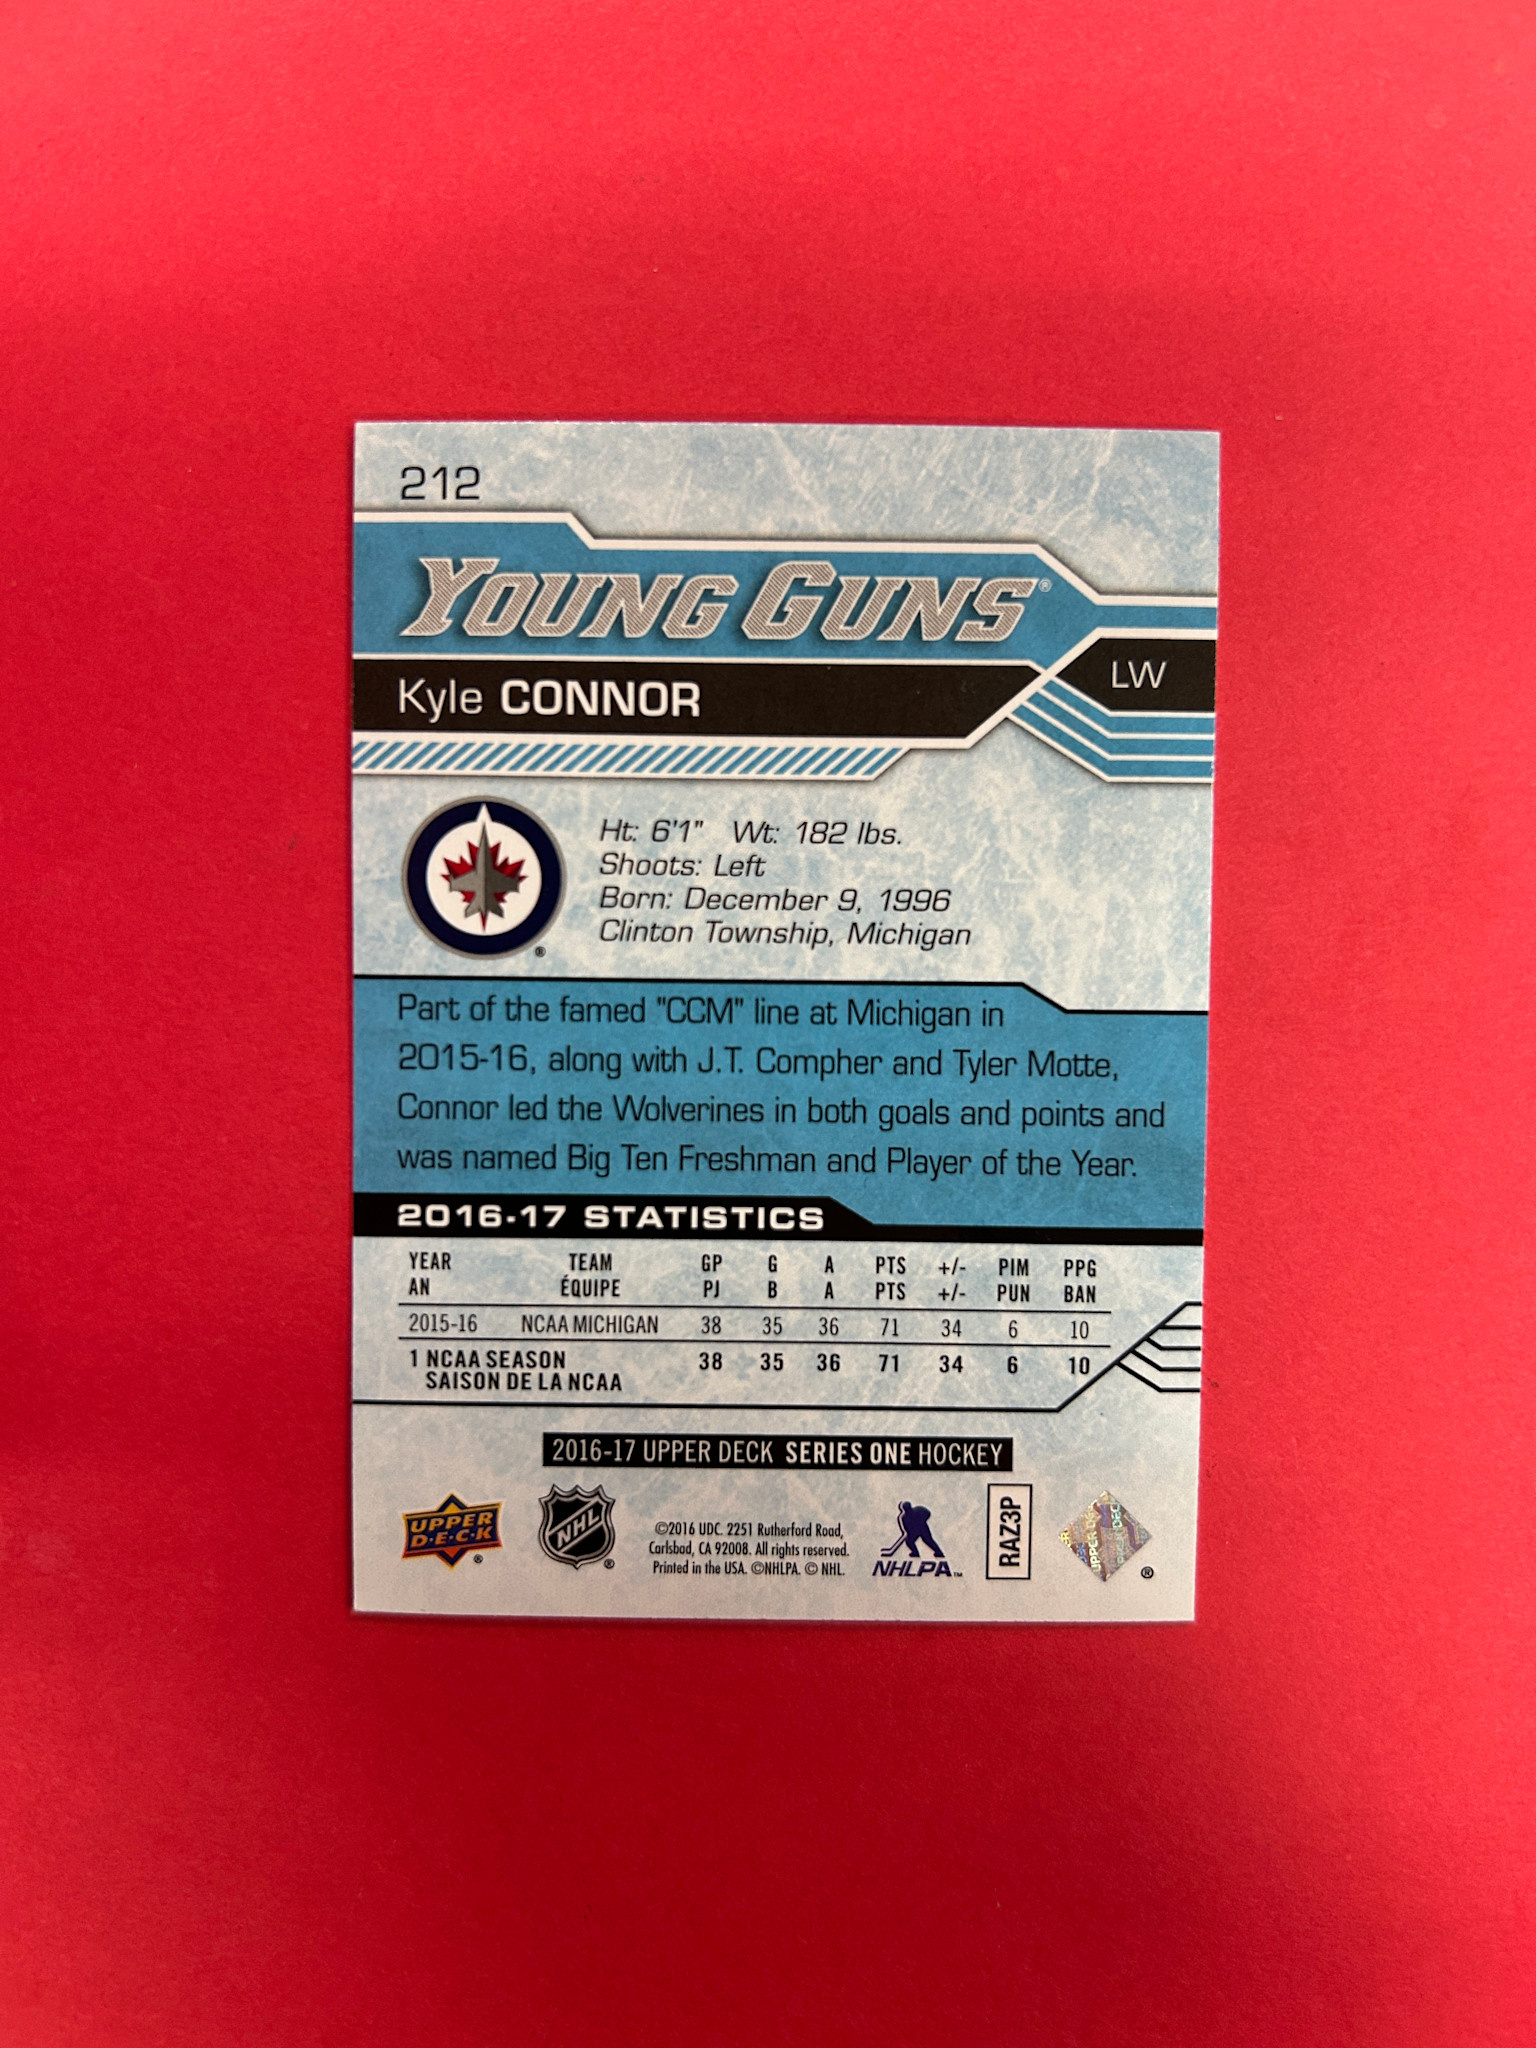 212
YOUNG GUNS®
LW
Kyle CONNOR
Ht: 6'1" Wt: 182 lbs.
Shoots: Left
Born: December 9, 1996
Clinton Township, Michigan
®
Part of the famed "CCM" line at Michigan in
2015-16, along with J.T. Compher and Tyler Motte,
Connor led the Wolverines in both goals and points and
was named Big Ten Freshman and Player of the Year.
2016-17 STATISTICS
YEAR TEAM GP G A PTS +/- PIM PPG
AN ÉQUIPE PJ B A PTS +/- PUN BAN
2015-16 NCAA MICHIGAN 38 35 36 71 34 6 10
1 NCAA SEASON 38 35 36 71 34 6 10
SAISON DE LA NCAA
2016-17 UPPER DECK SERIES ONE HOCKEY
UPPER
D·E·C·K ®
NHL ®
©2016 UDC. 2251 Rutherford Road,
Carlsbad, CA 92008. All rights reserved.
Printed in the USA. ©NHLPA. © NHL.
NHLPA™
RAZ3P
UPPER DECK
®